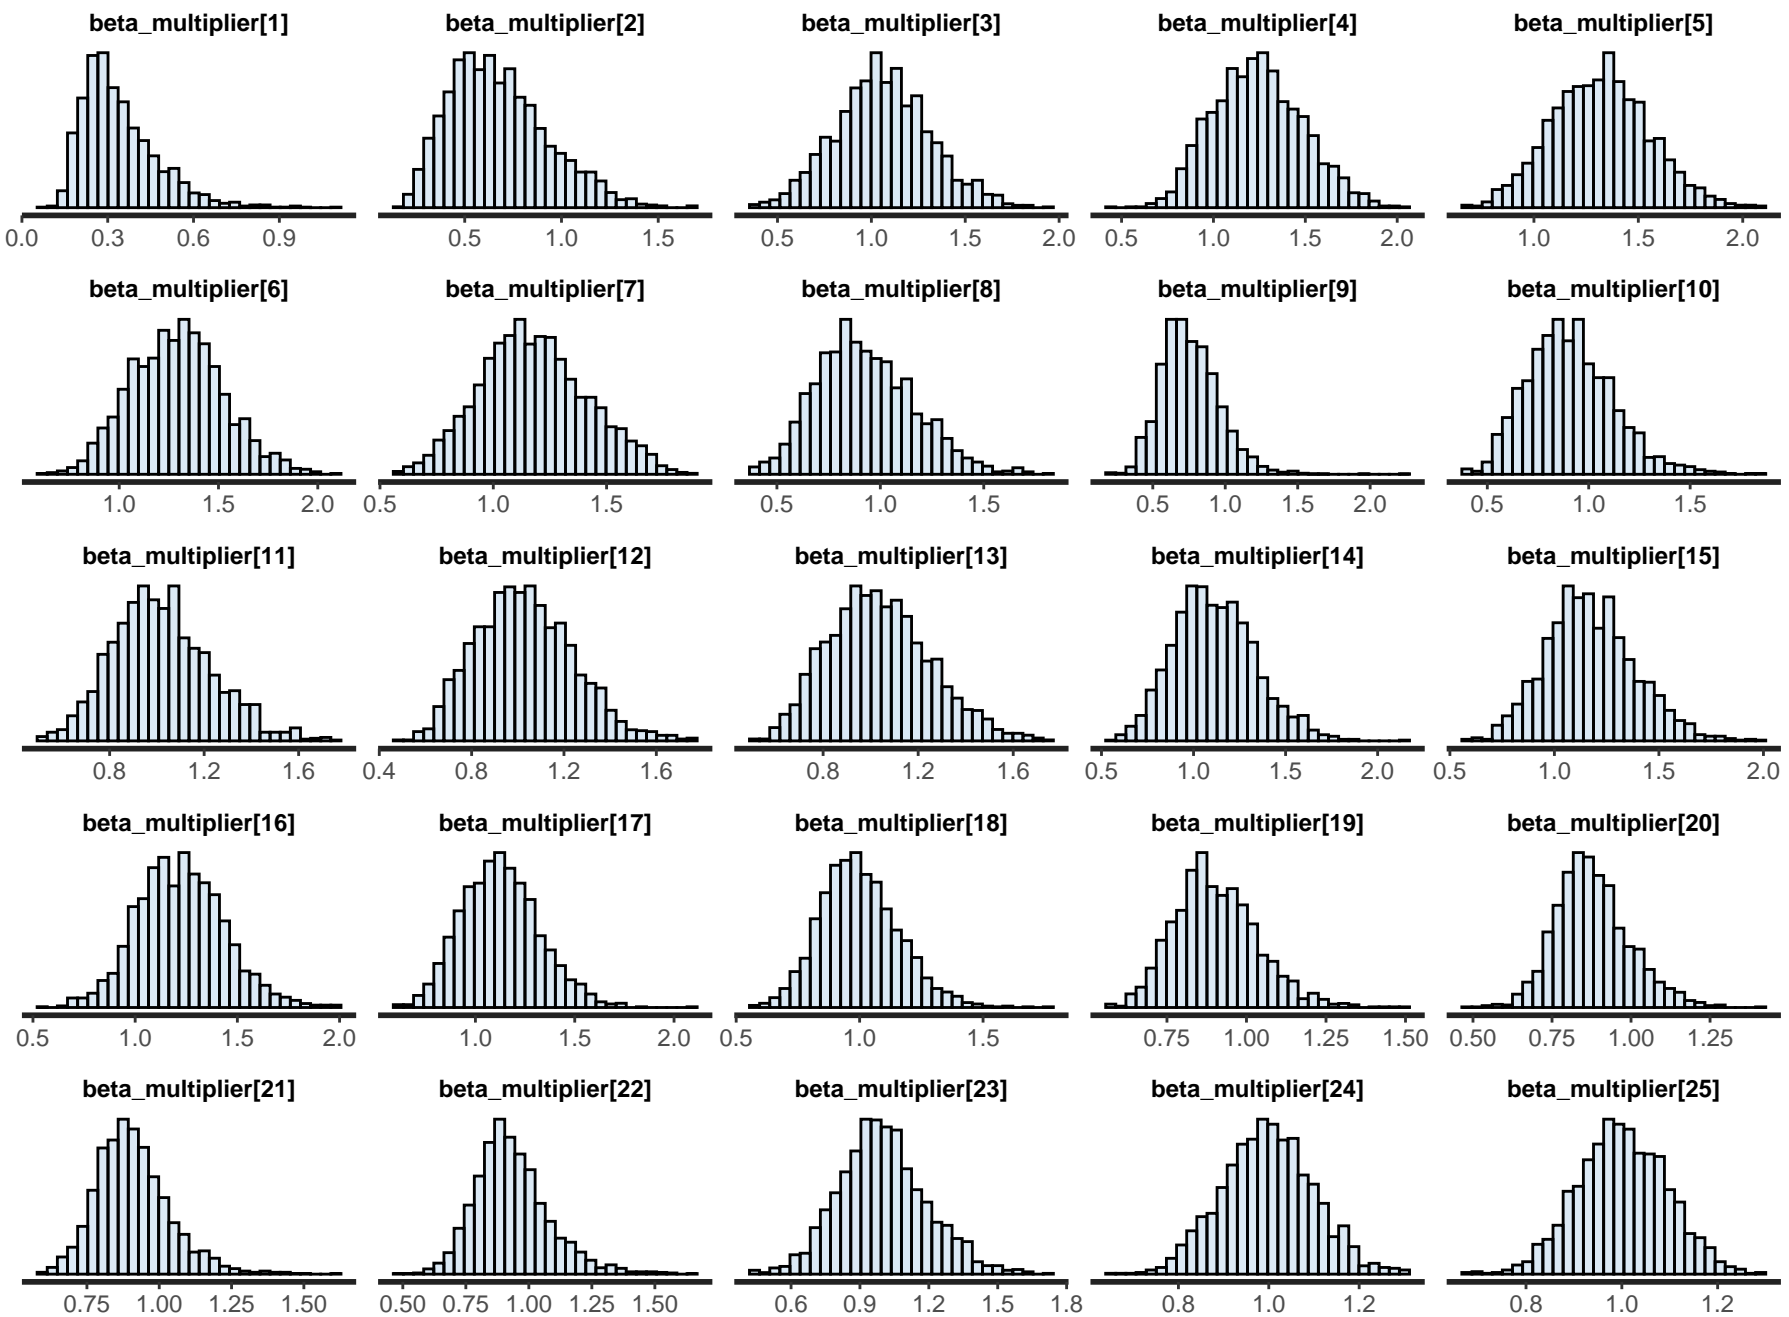 beta_multiplier[1] beta_multiplier[2] beta_multiplier[3] beta_multiplier[4] beta_multiplier[5]
0.0 0.3 0.6 0.9 0.5 1.0 1.5 0.5 1.0 1.5 2.0 0.5 1.0 1.5 2.0 1.0 1.5 2.0
beta_multiplier[6] beta_multiplier[7] beta_multiplier[8] beta_multiplier[9] beta_multiplier[10]
1.0 1.5 2.0 0.5 1.0 1.5 0.5 1.0 1.5 0.5 1.0 1.5 2.0 0.5 1.0 1.5
beta_multiplier[11] beta_multiplier[12] beta_multiplier[13] beta_multiplier[14] beta_multiplier[15]
0.8 1.2 1.6 0.4 0.8 1.2 1.6 0.8 1.2 1.6 0.5 1.0 1.5 2.0 0.5 1.0 1.5 2.0
beta_multiplier[16] beta_multiplier[17] beta_multiplier[18] beta_multiplier[19] beta_multiplier[20]
0.5 1.0 1.5 2.0 1.0 1.5 2.0 0.5 1.0 1.5 0.75 1.00 1.25 1.50 0.50 0.75 1.00 1.25
beta_multiplier[21] beta_multiplier[22] beta_multiplier[23] beta_multiplier[24] beta_multiplier[25]
0.75 1.00 1.25 1.50 0.50 0.75 1.00 1.25 1.50 0.6 0.9 1.2 1.5 1.8 0.8 1.0 1.2 0.8 1.0 1.2